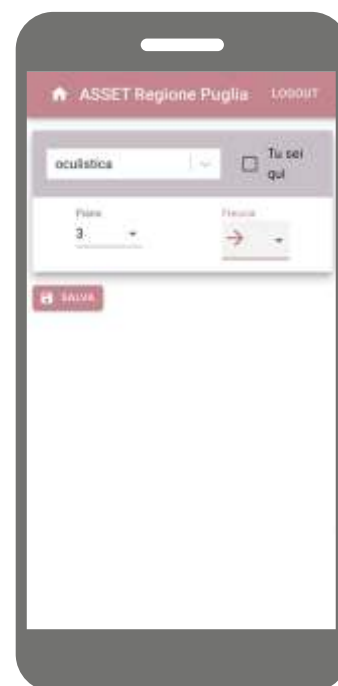 ASSET Regione Puglia LOGOUT
oculistica
Tu sei
qui
Piano Freccia
3
SALVA